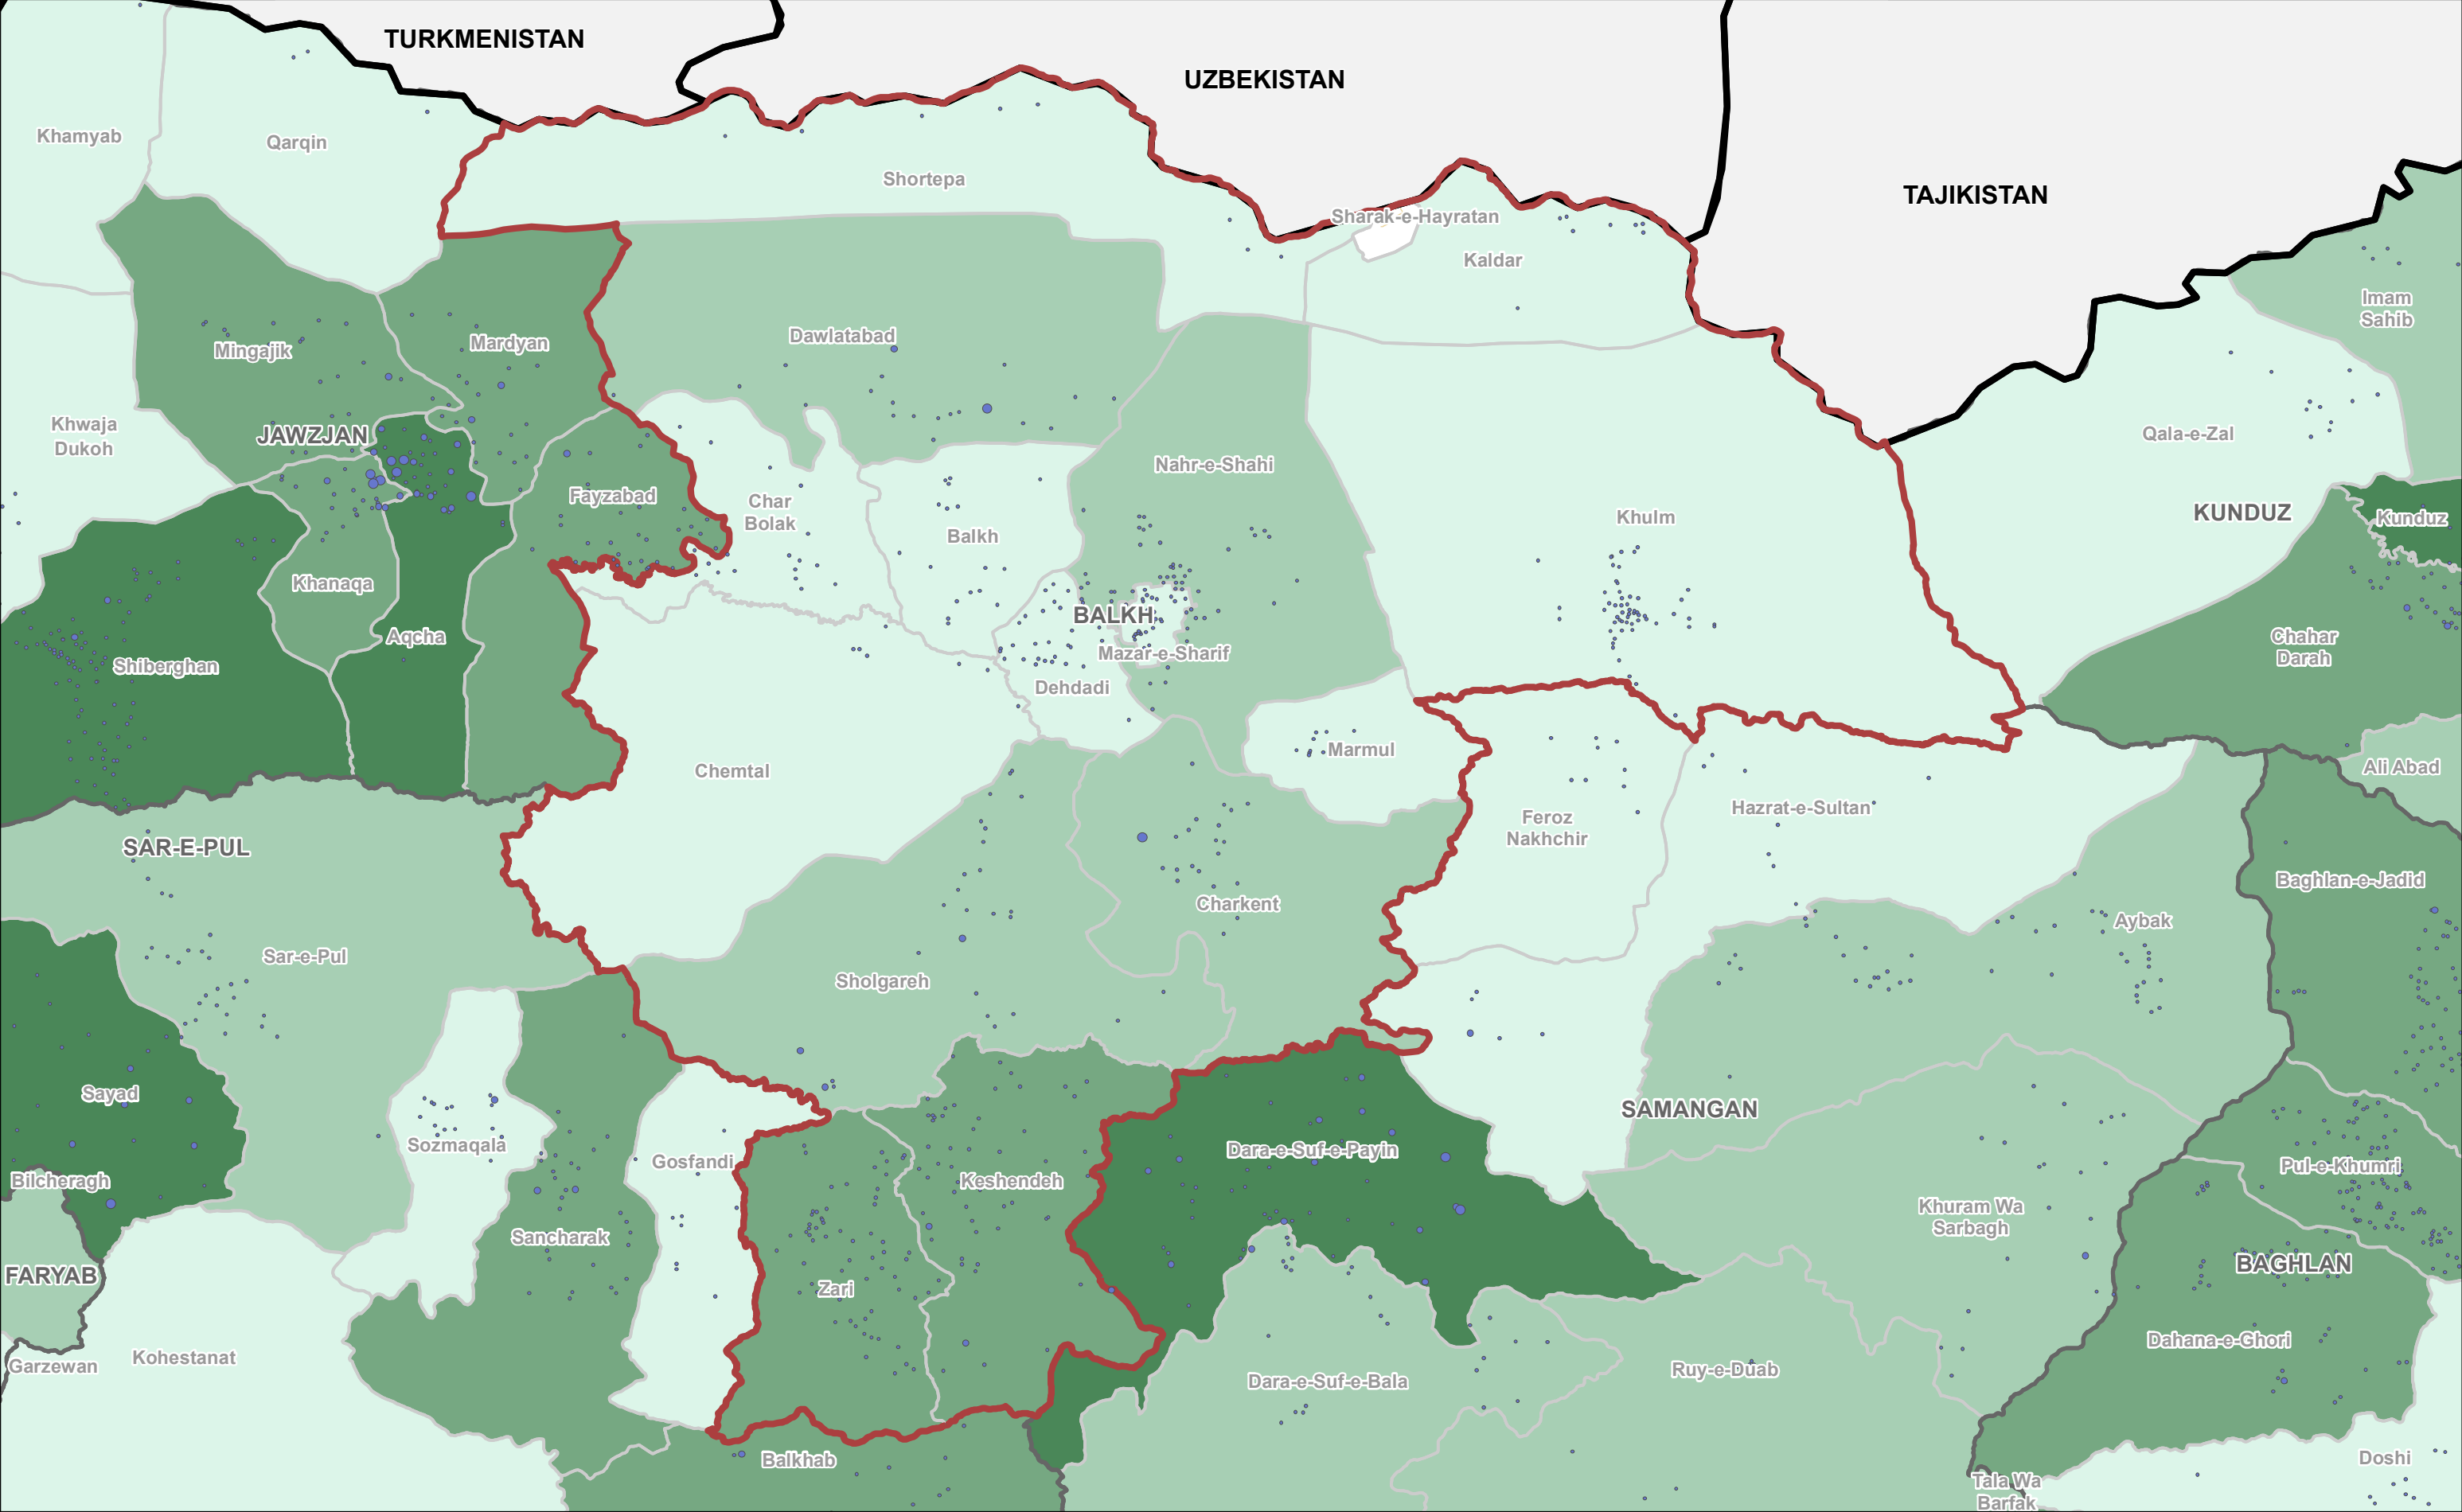 TURKMENISTAN
UZBEKISTAN
TAJIKISTAN
Khamyab
Qarqin
Shortepa
Sharak-e-Hayratan
Kaldar
Imam
Sahib
Mingajik
Mardyan
Dawlatabad
Khwaja
Dukoh
JAWZJAN
Qala-e-Zal
Nahr-e-Shahi
Fayzabad
Char
Bolak
Balkh
Khulm
KUNDUZ
Kunduz
Khanaqa
Aqcha
BALKH
Mazar-e-Sharif
Chahar
Darah
Shiberghan
Dehdadi
Marmul
Ali Abad
Chemtal
Feroz
Nakhchir
Hazrat-e-Sultan
SAR-E-PUL
Baghlan-e-Jadid
Charkent
Aybak
Sar-e-Pul
Sholgareh
Sayad
SAMANGAN
Sozmaqala
Gosfandi
Dara-e-Suf-e-Payin
Pul-e-Khumri
Bilcheragh
Keshendeh
Khuram Wa
Sarbagh
Sancharak
FARYAB
Zari
BAGHLAN
Garzewan
Kohestanat
Dara-e-Suf-e-Bala
Ruy-e-Duab
Dahana-e-Ghori
Balkhab
Doshi
Tala Wa
Barfak